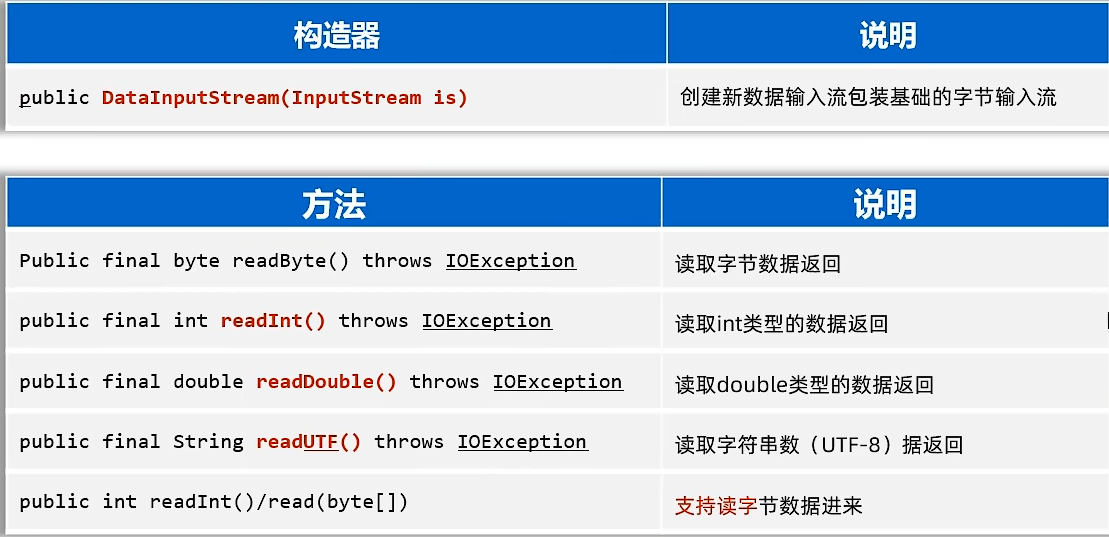 构造器 说明
public DataInputStream(InputStream is) 创建新数据输入流包装基础的字节输入流
方法 说明
Public final byte readByte() throws IOException 读取字节数据返回
public final int readInt() throws IOException 读取int类型的数据返回
public final double readDouble() throws IOException 读取double类型的数据返回
public final String readUTF() throws IOException 读取字符串数（UTF-8）据返回
public int readInt()/read(byte[]) 支持读字节数据进来